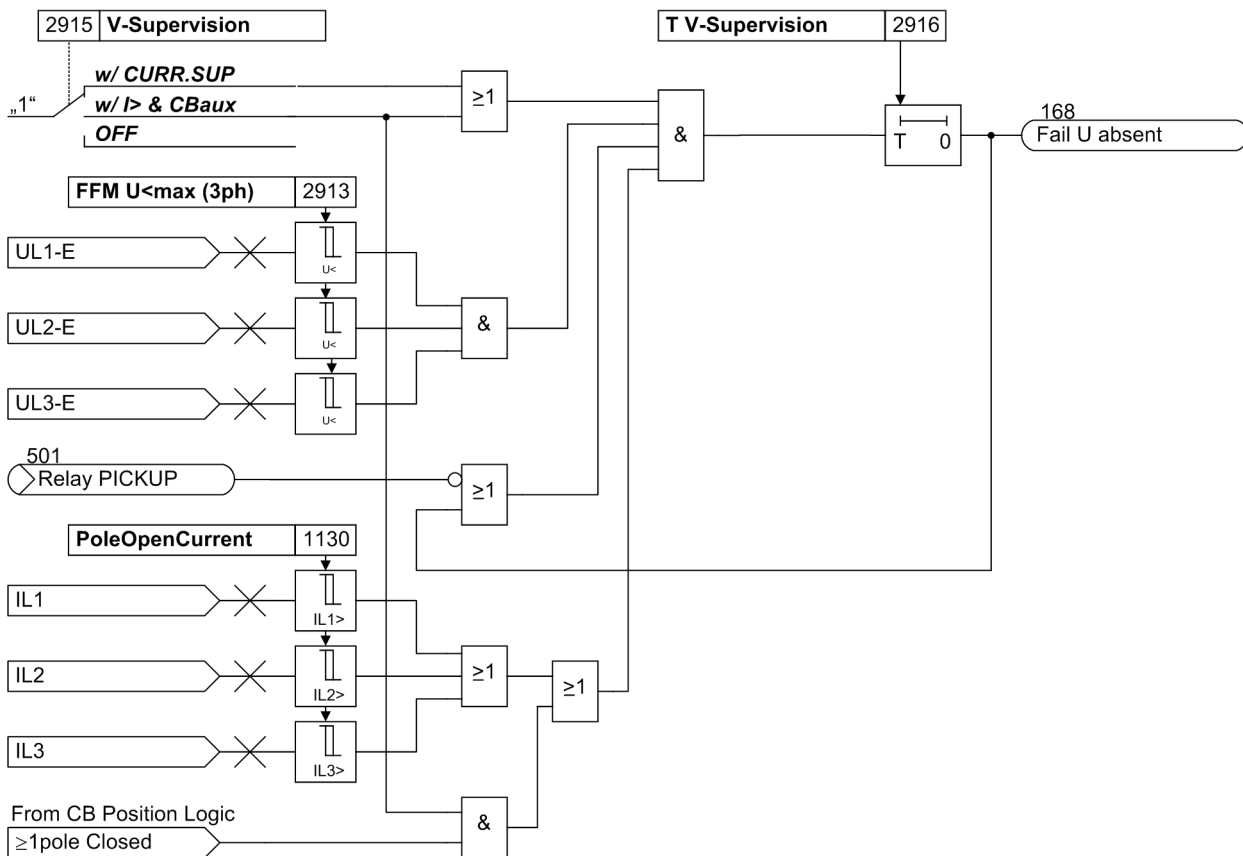 2915 V-Supervision
T V-Supervision 2916
„1“
w/ CURR.SUP
w/ I> & CBaux
OFF
≥1
&
T 0
168
Fail U absent
FFM U<max (3ph) 2913
UL1-E
U<
UL2-E
U<
&
UL3-E
U<
501
Relay PICKUP
≥1
PoleOpenCurrent 1130
IL1
IL1>
IL2
IL2>
≥1
≥1
IL3
IL3>
From CB Position Logic
≥1pole Closed
&